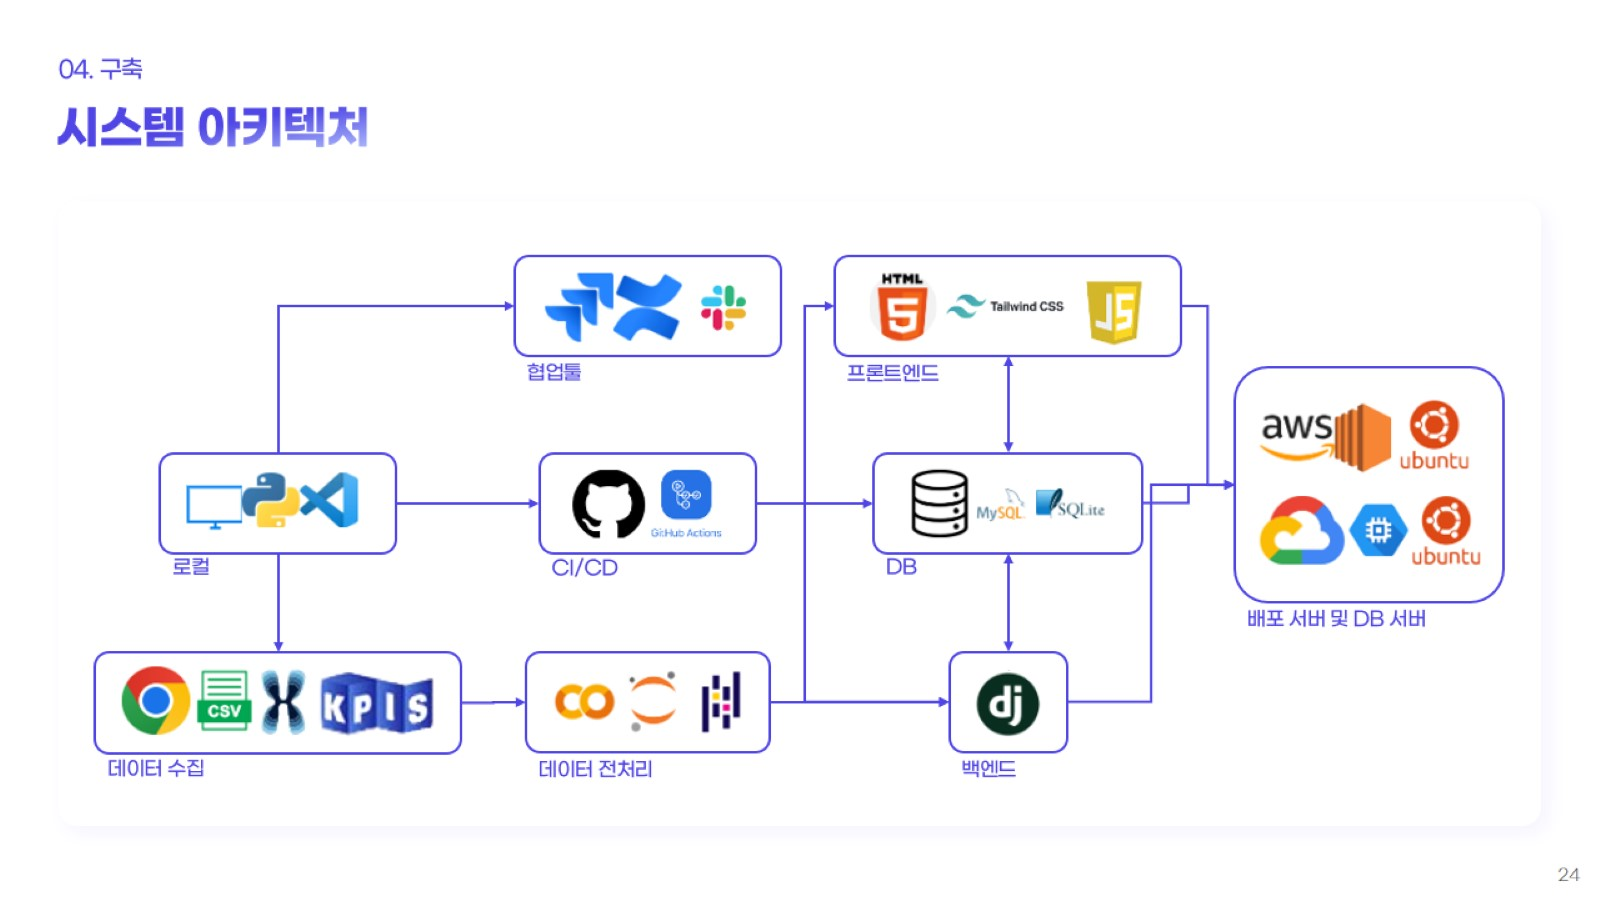 04. 구축
시스템 아키텍처
협업툴
HTML
5
Tailwind CSS
JS
프론트엔드
로컬
GitHub Actions
CI/CD
MySQL
SQLite
DB
aws
ubuntu
ubuntu
배포 서버 및 DB 서버
CSV
KPIS
데이터 수집
데이터 전처리
dj
백엔드
24